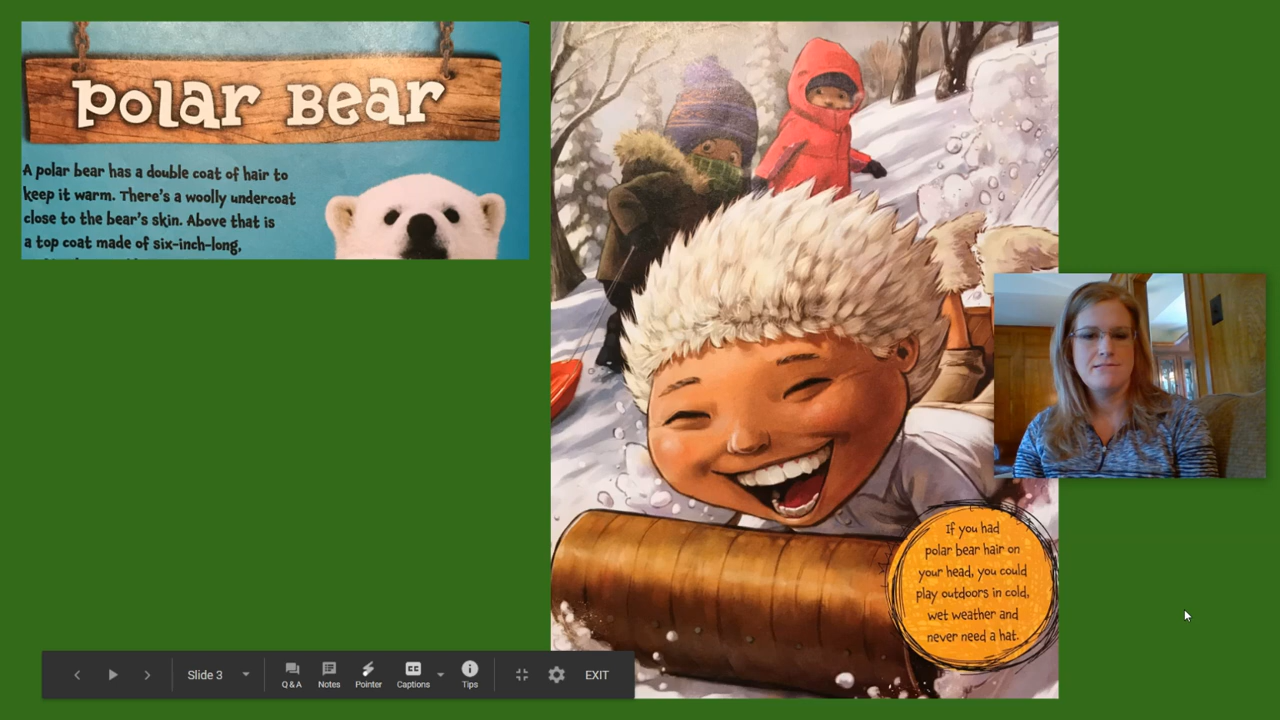 polar Bear
A polar bear has a double coat of hair to
keep it warm. There's a woolly undercoat
close to the bear's skin. Above that is
a top coat made of six-inch-long,
If you had
polar bear hair on
your head, you could
play outdoors in cold,
wet weather and
never need a hat.
Slide 3
Q & A
Notes
Pointer
CC
Captions
Tips
EXIT